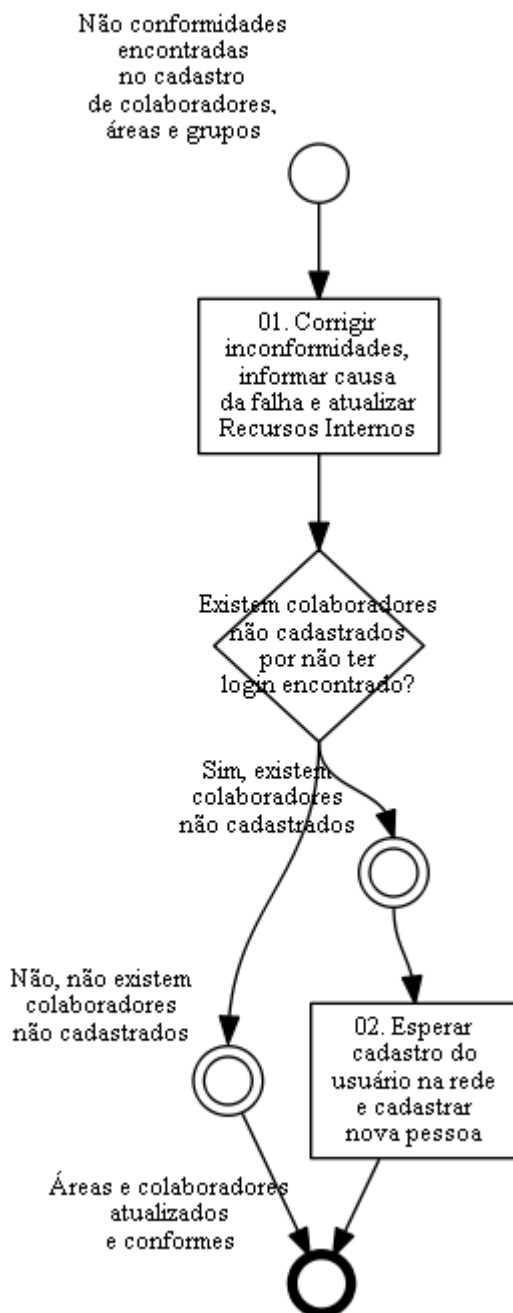 Não conformidades
encontradas
no cadastro
de colaboradores,
áreas e grupos
01. Corrigir
inconformidades,
informar causa
da falha e atualizar
Recursos Internos
Existem colaboradores
não cadastrados
por não ter
login encontrado?
Sim, existem
colaboradores
não cadastrados
Não, não existem
colaboradores
não cadastrados
02. Esperar
cadastro do
usuário na rede
e cadastrar
nova pessoa
Áreas e colaboradores
atualizados
e conformes